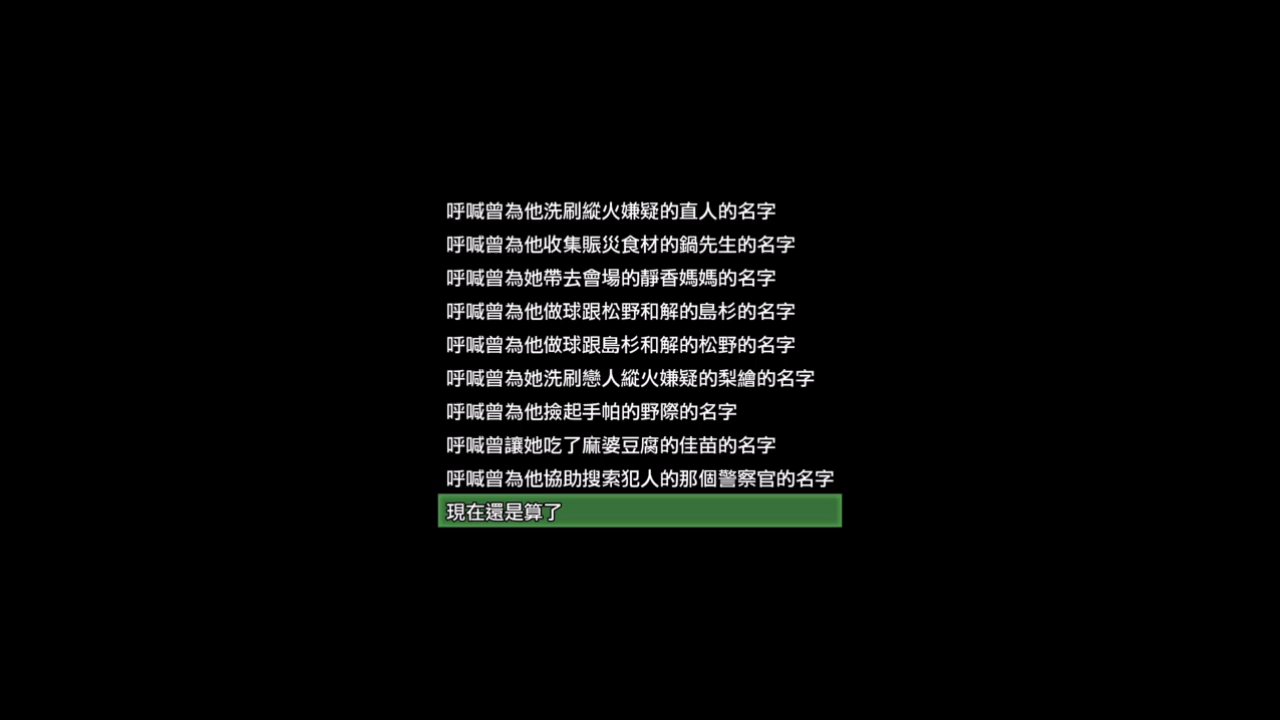 呼喊曾為他洗刷縱火嫌疑的直人的名字
呼喊曾為他收集賑災食材的鍋先生的名字
呼喊曾為她帶去會場的靜香媽媽的名字
呼喊曾為他做球跟松野和解的島杉的名字
呼喊曾為他做球跟島杉和解的松野的名字
呼喊曾為她洗刷戀人縱火嫌疑的梨繪的名字
呼喊曾為他撿起手帕的野際的名字
呼喊曾讓她吃了麻婆豆腐的佳苗的名字
呼喊曾為他協助搜索犯人的那個警察官的名字
現在還是算了